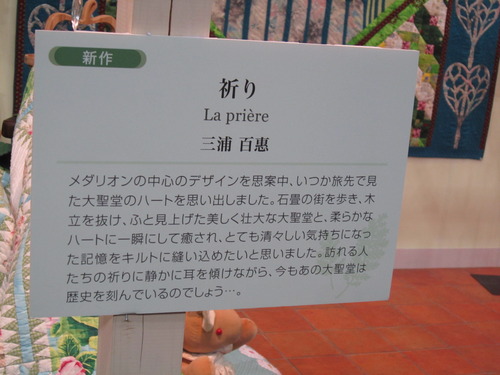 新作
祈り
La prière
三浦 百惠
メダリオンの中心のデザインを思案中、いつか旅先で見
た大聖堂のハートを思い出しました。石畳の街を歩き、木
立を抜け、ふと見上げた美しく壮大な大聖堂と、柔らかな
ハートに一瞬にして癒され、とても清々しい気持ちになっ
た記憶をキルトに縫い込めたいと思いました。訪れる人
たちの祈りに静かに耳を傾けながら、今もあの大聖堂は
歴史を刻んでいるのでしょう…。